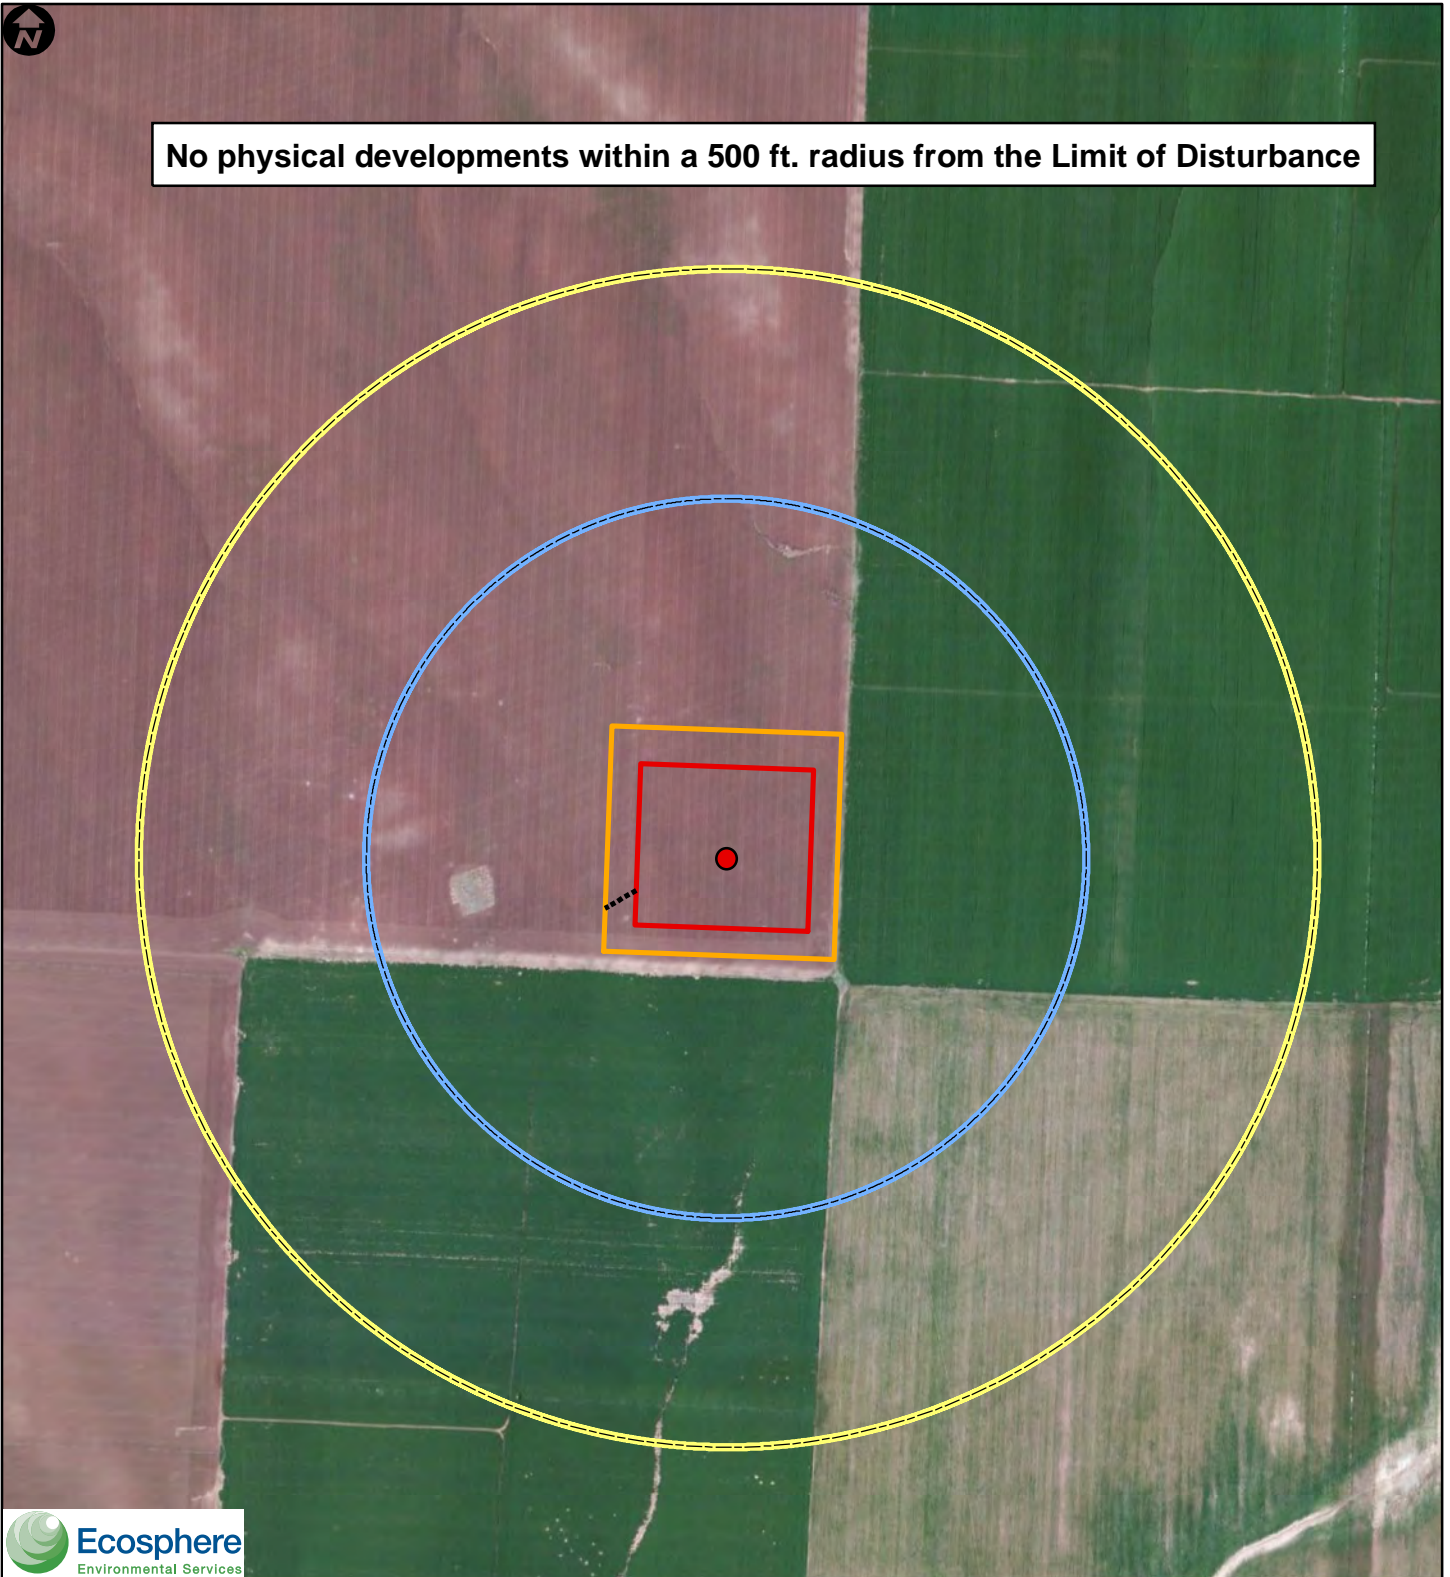 N
No physical developments within a 500 ft. radius from the Limit of Disturbance
Ecosphere
Environmental Services